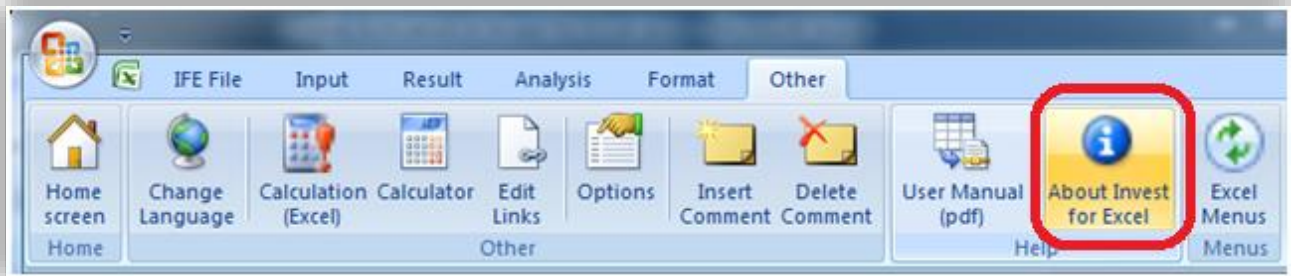 IFE File Input Result Analysis Format Other
Home Change Calculation Calculator Edit Options Insert Delete User Manual About Invest Excel
screen Language (Excel) Links Comment Comment (pdf) for Excel Menus
Home Other Help Menus